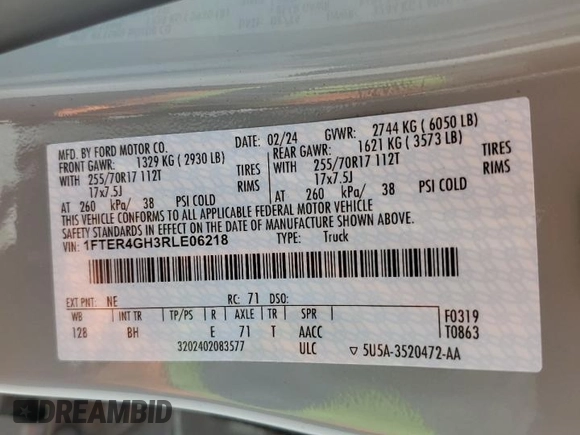 MFD. BY FORD MOTOR CO. DATE: 02/24 GVWR: 2744 KG ( 6050 LB)
FRONT GAWR: 1329 KG ( 2930 LB) REAR GAWR: 1621 KG ( 3573 LB)
WITH 255/70R17 112T TIRES WITH 255/70R17 112T TIRES
17x7.5J RIMS 17x7.5J RIMS
AT 260 kPa/ 38 PSI COLD AT 260 kPa/ 38 PSI COLD
THIS VEHICLE CONFORMS TO ALL APPLICABLE FEDERAL MOTOR VEHICLE
SAFETY STANDARDS IN EFFECT ON THE DATE OF MANUFACTURE SHOWN ABOVE.
VIN: 1FTER4GH3RLE06218 TYPE: Truck
EXT PNT: NE RC: 71 DSO:
WB INT TR TP/PS R AXLE TR SPR F0319
128 BH E 71 T AACC T0863
3202402083577 ULC ▽ 5U5A-3520472-AA
DREAMBID